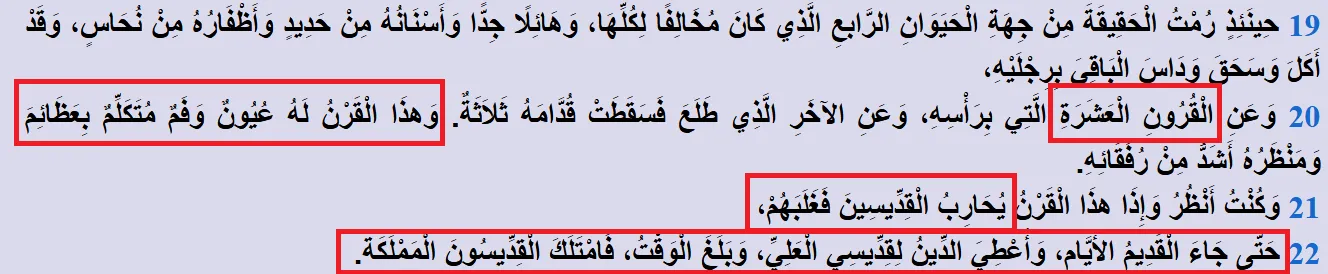 19 حِينَئِذٍ رُمْتُ الْحَقِيقَةَ مِنْ جِهَةِ الْحَيَوَانِ الرَّابعِ الَّذِي كَانَ مُخَالِفًا لِكُلِّهَا، وَهَائِلًا جِدًّا وَأَسْنَانُهُ مِنْ حَدِيدٍ وَأَظْفَارُهُ مِنْ نُحَاسٍ، وَقَدْ
أَكَلَ وَسَحَقَ وَدَاسَ الْبَاقِيَ بِرِجْلَيْهِ،
20 وَعَنِ الْقُرُونِ الْعَشَرَةِ الَّتِي بِرَأْسِهِ، وَعَنِ الآخَرِ الَّذِي طَلَعَ فَسَقَطَتْ قُدَّامَهُ ثَلاَثَةٌ. وَهذَا الْقَرْنُ لَهُ عُيُونٌ وَفَمٌ مُتَكَلِّمٌ بِعَظَائِمَ
وَمَنْظَرُهُ أَشَدُّ مِنْ رُفَقَائِهِ.
21 وَكُنْتُ أَنْظُرُ وَإِذَا هذَا الْقَرْنُ يُحَارِبُ الْقِدِّيسِينَ فَغَلَبَهُمْ،
22 حَتَّى جَاءَ الْقَدِيمُ الأَيَّامِ، وَأُعْطِيَ الدِّينُ لِقِدِّيسِي الْعَلِيِّ، وَبَلَغَ الْوَقْتُ، فَامْتَلَكَ الْقِدِّيسُونَ الْمَمْلَكَةَ.